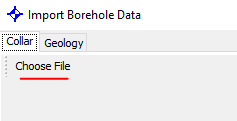 Import Borehole Data
Collar Geology
Choose File